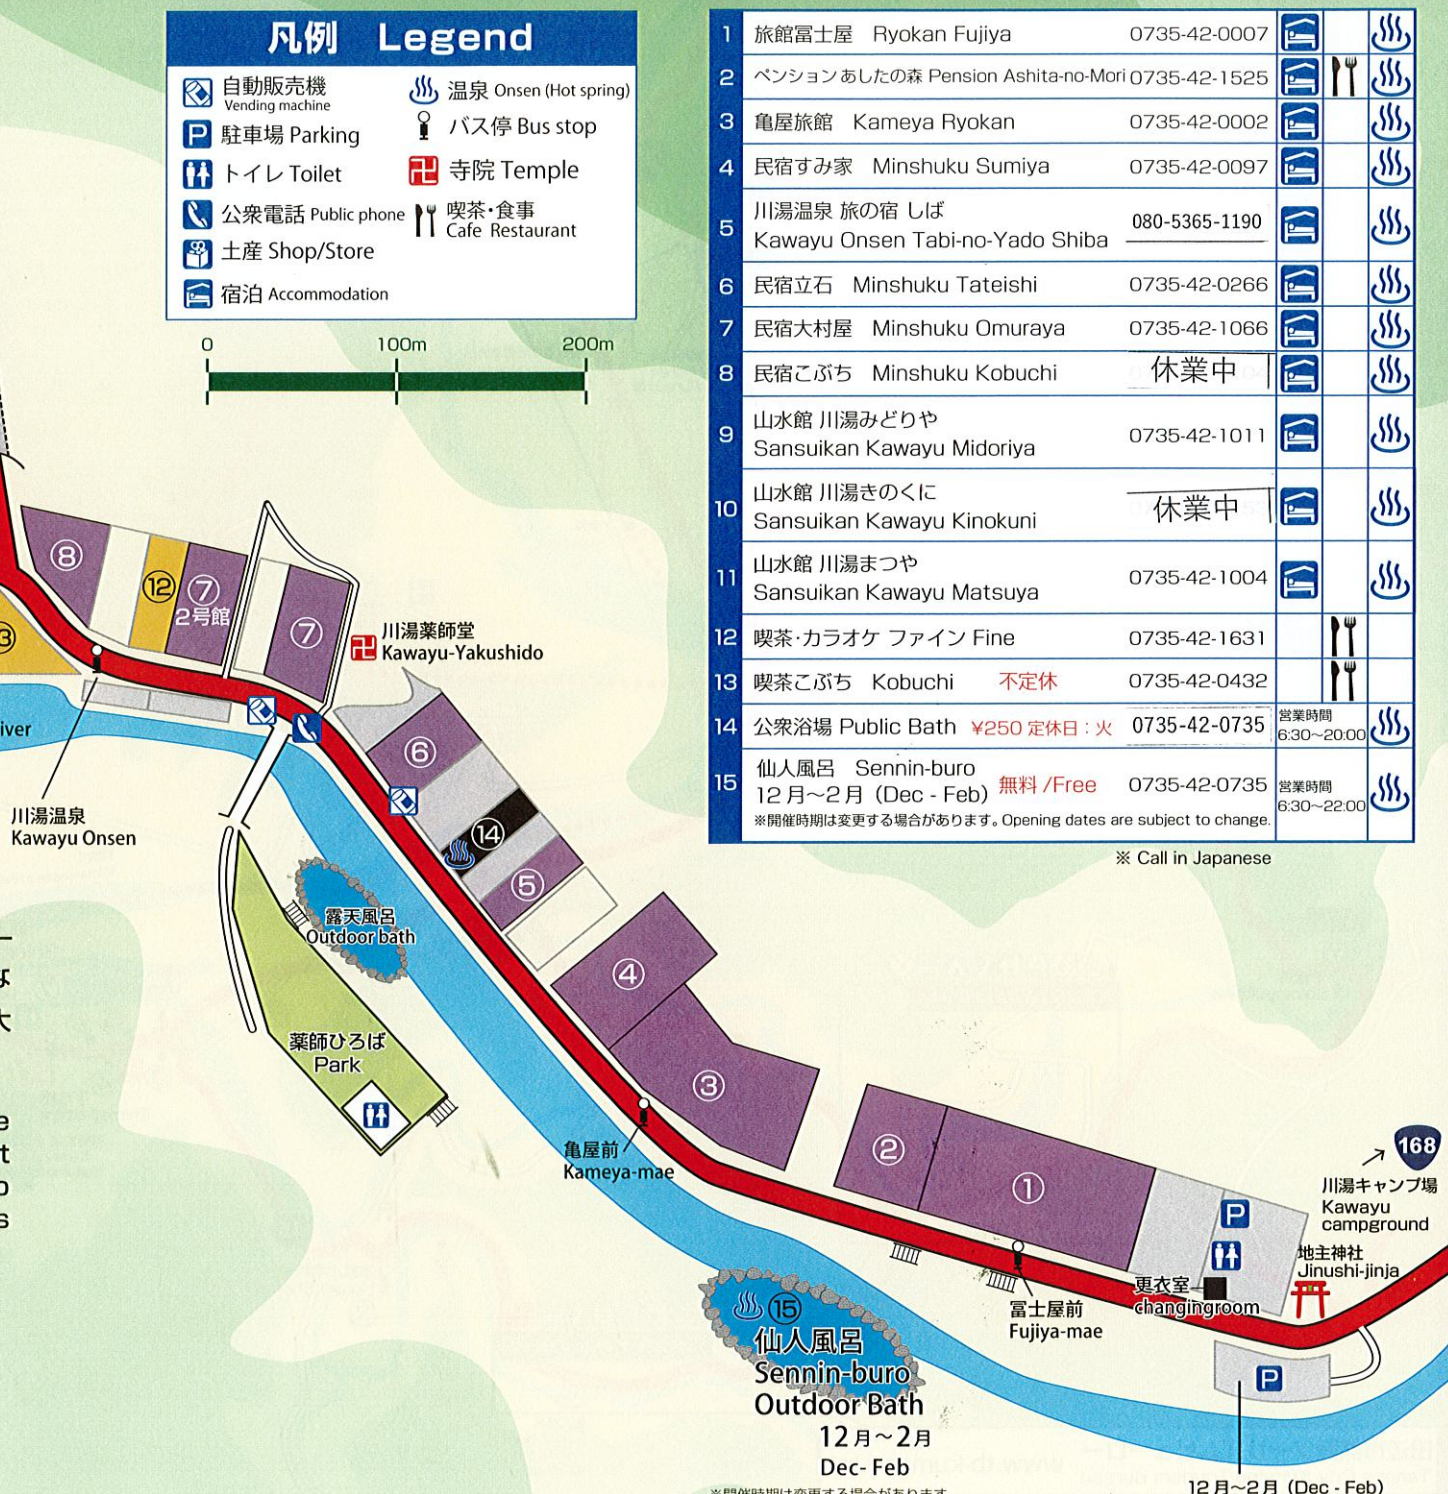 凡例 Legend
自動販売機
Vending machine
駐車場 Parking
トイレ Toilet
公衆電話 Public phone
土産 Shop/Store
宿泊 Accommodation
温泉 Onsen (Hot spring)
バス停 Bus stop
寺院 Temple
喫茶・食事
Cafe Restaurant
0 100m 200m
1 旅館冨士屋 Ryokan Fujiya 0735-42-0007
2 ペンションあしたの森 Pension Ashita-no-Mori 0735-42-1525
3 亀屋旅館 Kameya Ryokan 0735-42-0002
4 民宿すみ家 Minshuku Sumiya 0735-42-0097
5 川湯温泉 旅の宿 しば
Kawayu Onsen Tabi-no-Yado Shiba 080-5365-1190
6 民宿立石 Minshuku Tateishi 0735-42-0266
7 民宿大村屋 Minshuku Omuraya 0735-42-1066
8 民宿こぶち Minshuku Kobuchi 休業中
9 山水館 川湯みどりや
Sansuikan Kawayu Midoriya 0735-42-1011
10 山水館 川湯きのくに
Sansuikan Kawayu Kinokuni 休業中
11 山水館 川湯まつや
Sansuikan Kawayu Matsuya 0735-42-1004
12 喫茶・カラオケ ファイン Fine 0735-42-1631
13 喫茶こぶち Kobuchi 不定休 0735-42-0432
14 公衆浴場 Public Bath ¥250 定休日：火 0735-42-0735 営業時間
6:30〜20:00
15 仙人風呂 Sennin-buro
12月〜2月 (Dec - Feb) 無料/Free 0735-42-0735 営業時間
6:30〜22:00
※開催時期は変更する場合があります。Opening dates are subject to change.
※ Call in Japanese
⑧
⑫
⑦
2号館
⑦
川湯薬師堂
Kawayu-Yakushido
iver
川湯温泉
Kawayu Onsen
⑥
⑭
⑤
露天風呂
Outdoor bath
④
薬師ひろば
Park
③
亀屋前
Kameya-mae
②
①
168
川湯キャンプ場
Kawayu
campground
P
地主神社
Jinushi-jinja
更衣室
changingroom
冨士屋前
Fujiya-mae
⑮
仙人風呂
Sennin-buro
Outdoor Bath
12月〜2月
Dec- Feb
P
12月〜2月 (Dec - Feb)